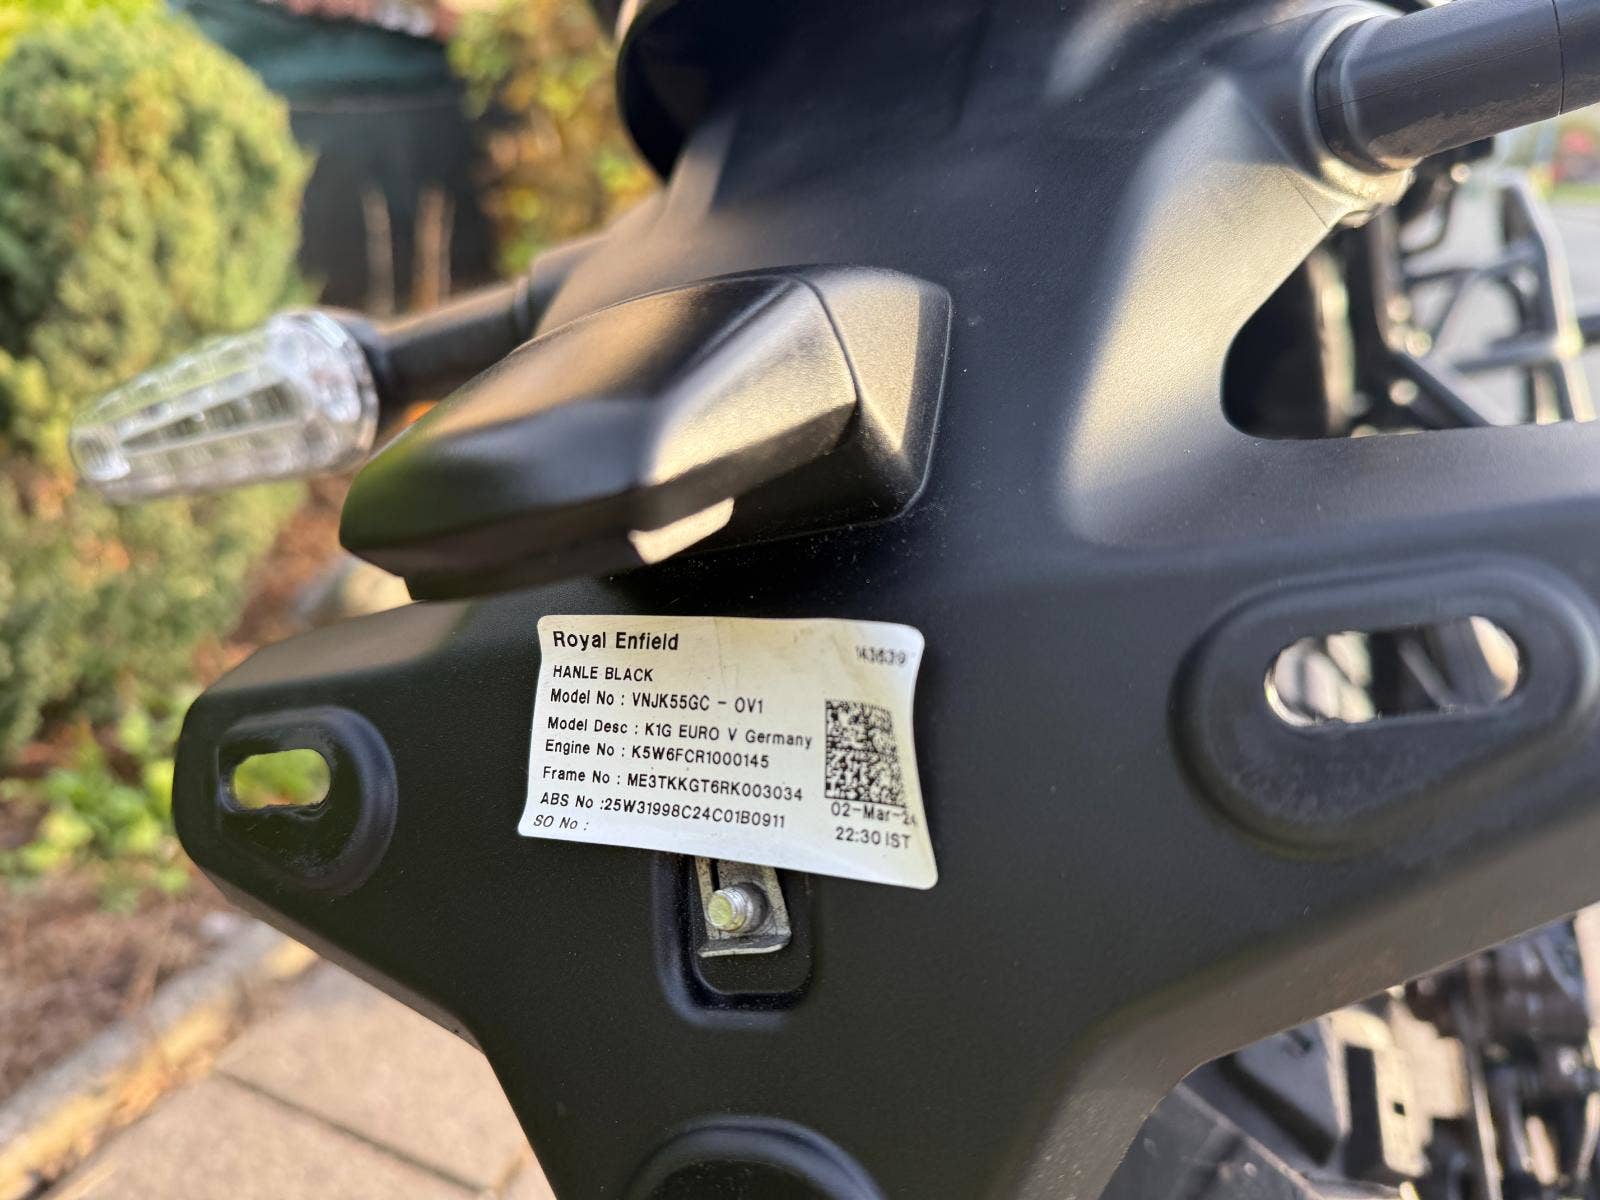 Royal Enfield
HANLE BLACK
Model No : VNJK55GC - OV1
Model Desc : K1G EURO V Germany
Engine No : K5W6FCR1000145
Frame No : ME3TKKGT6RK003034
ABS No :25W31998C24C01B0911
SO No :
02-Mar-24
22:30 IST